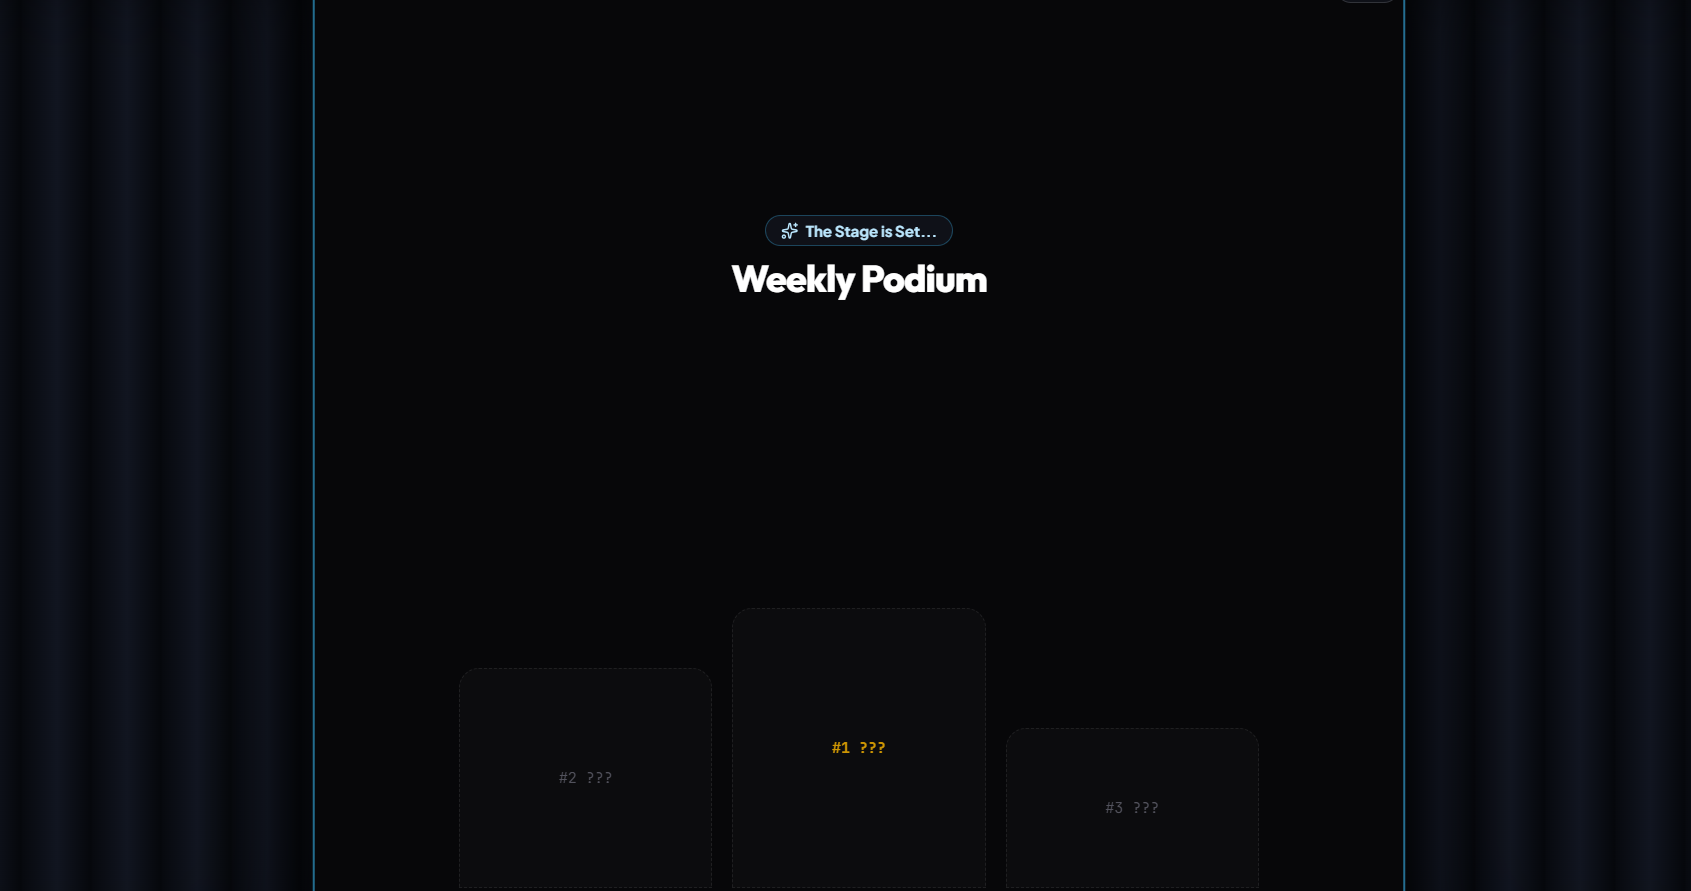 The Stage is Set...
Weekly Podium
#1 ???
#2 ???
#3 ???